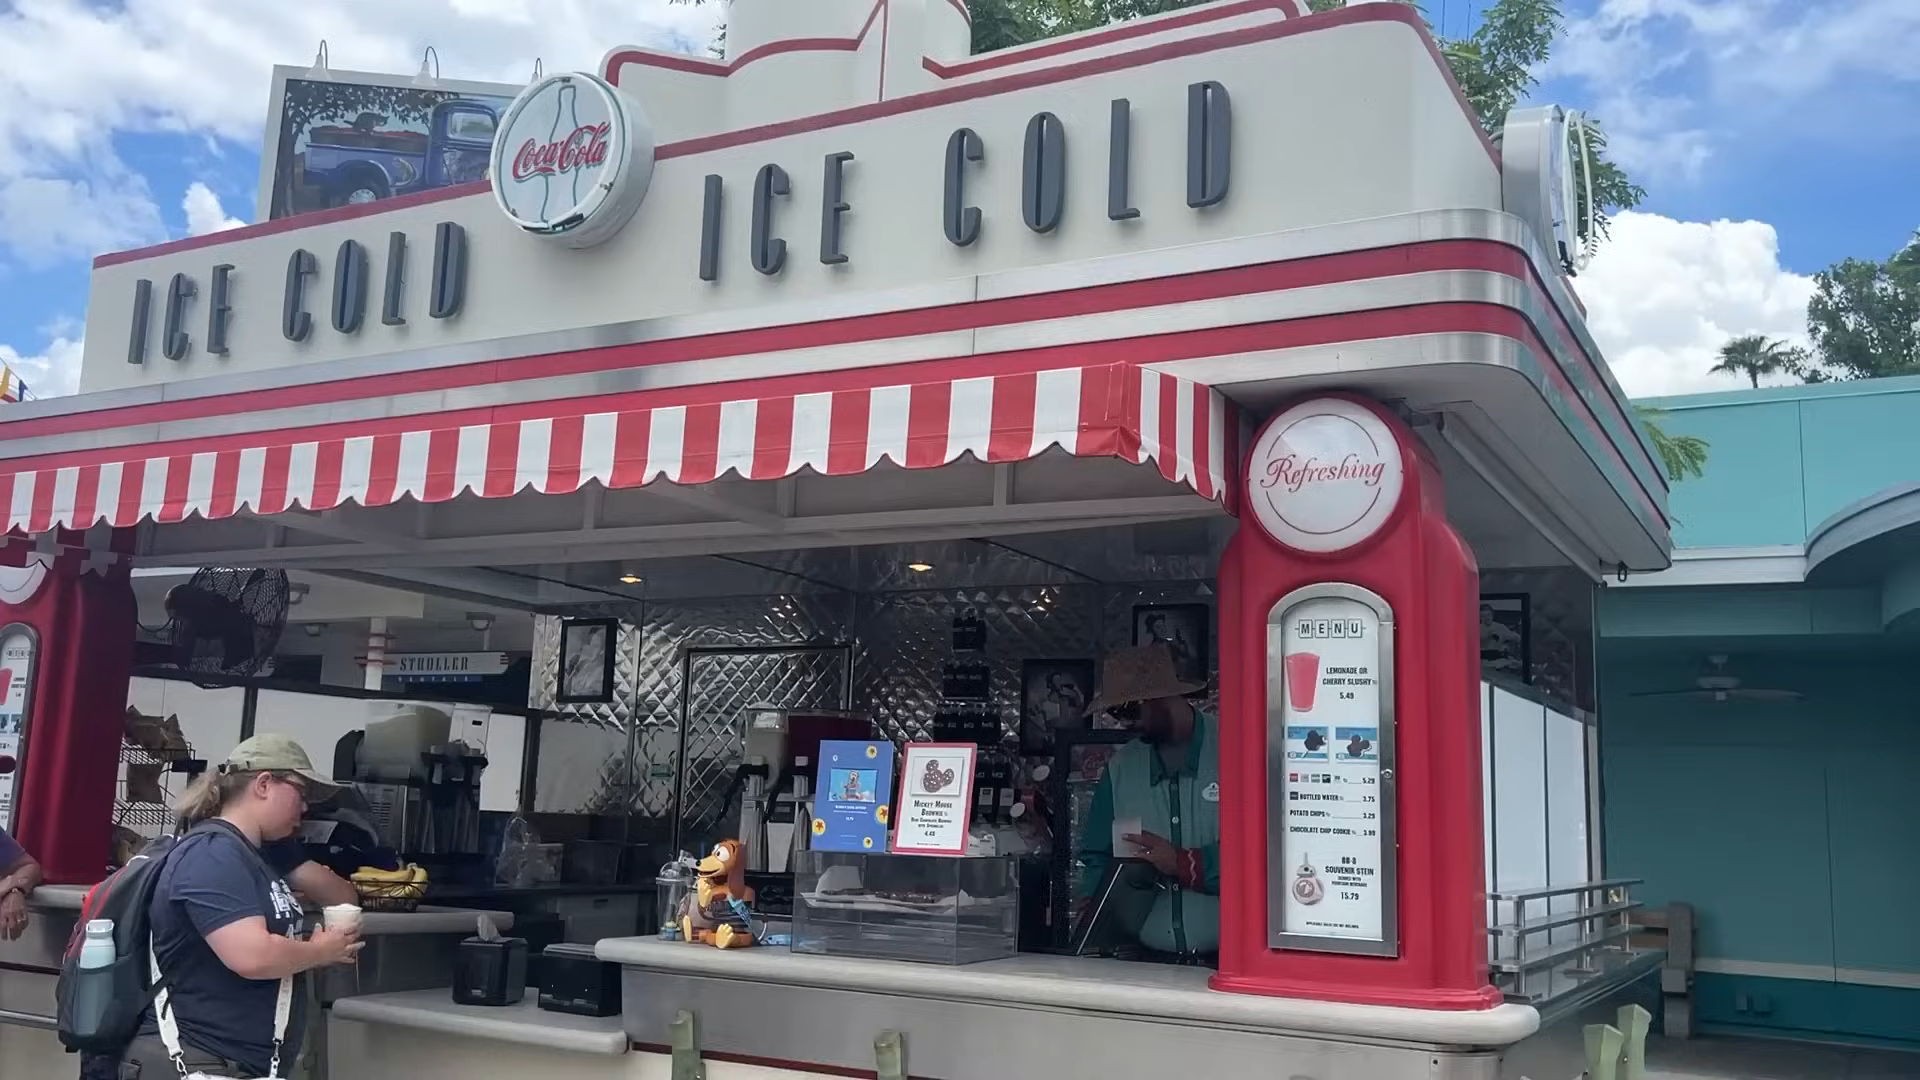 Coca-Cola
ICE COLD
ICE COLD
Refreshing
STROLLER
RENTALS
MENU
LEMONADE OR
CHERRY SLUSHY
5.49
5.29
BOTTLED WATER 3.75
POTATO CHIPS 3.29
CHOCOLATE CHIP COOKIE 3.99
BB-8
SOUVENIR STEIN
15.79
MICKEY MOUSE
BROWNIE
4.49